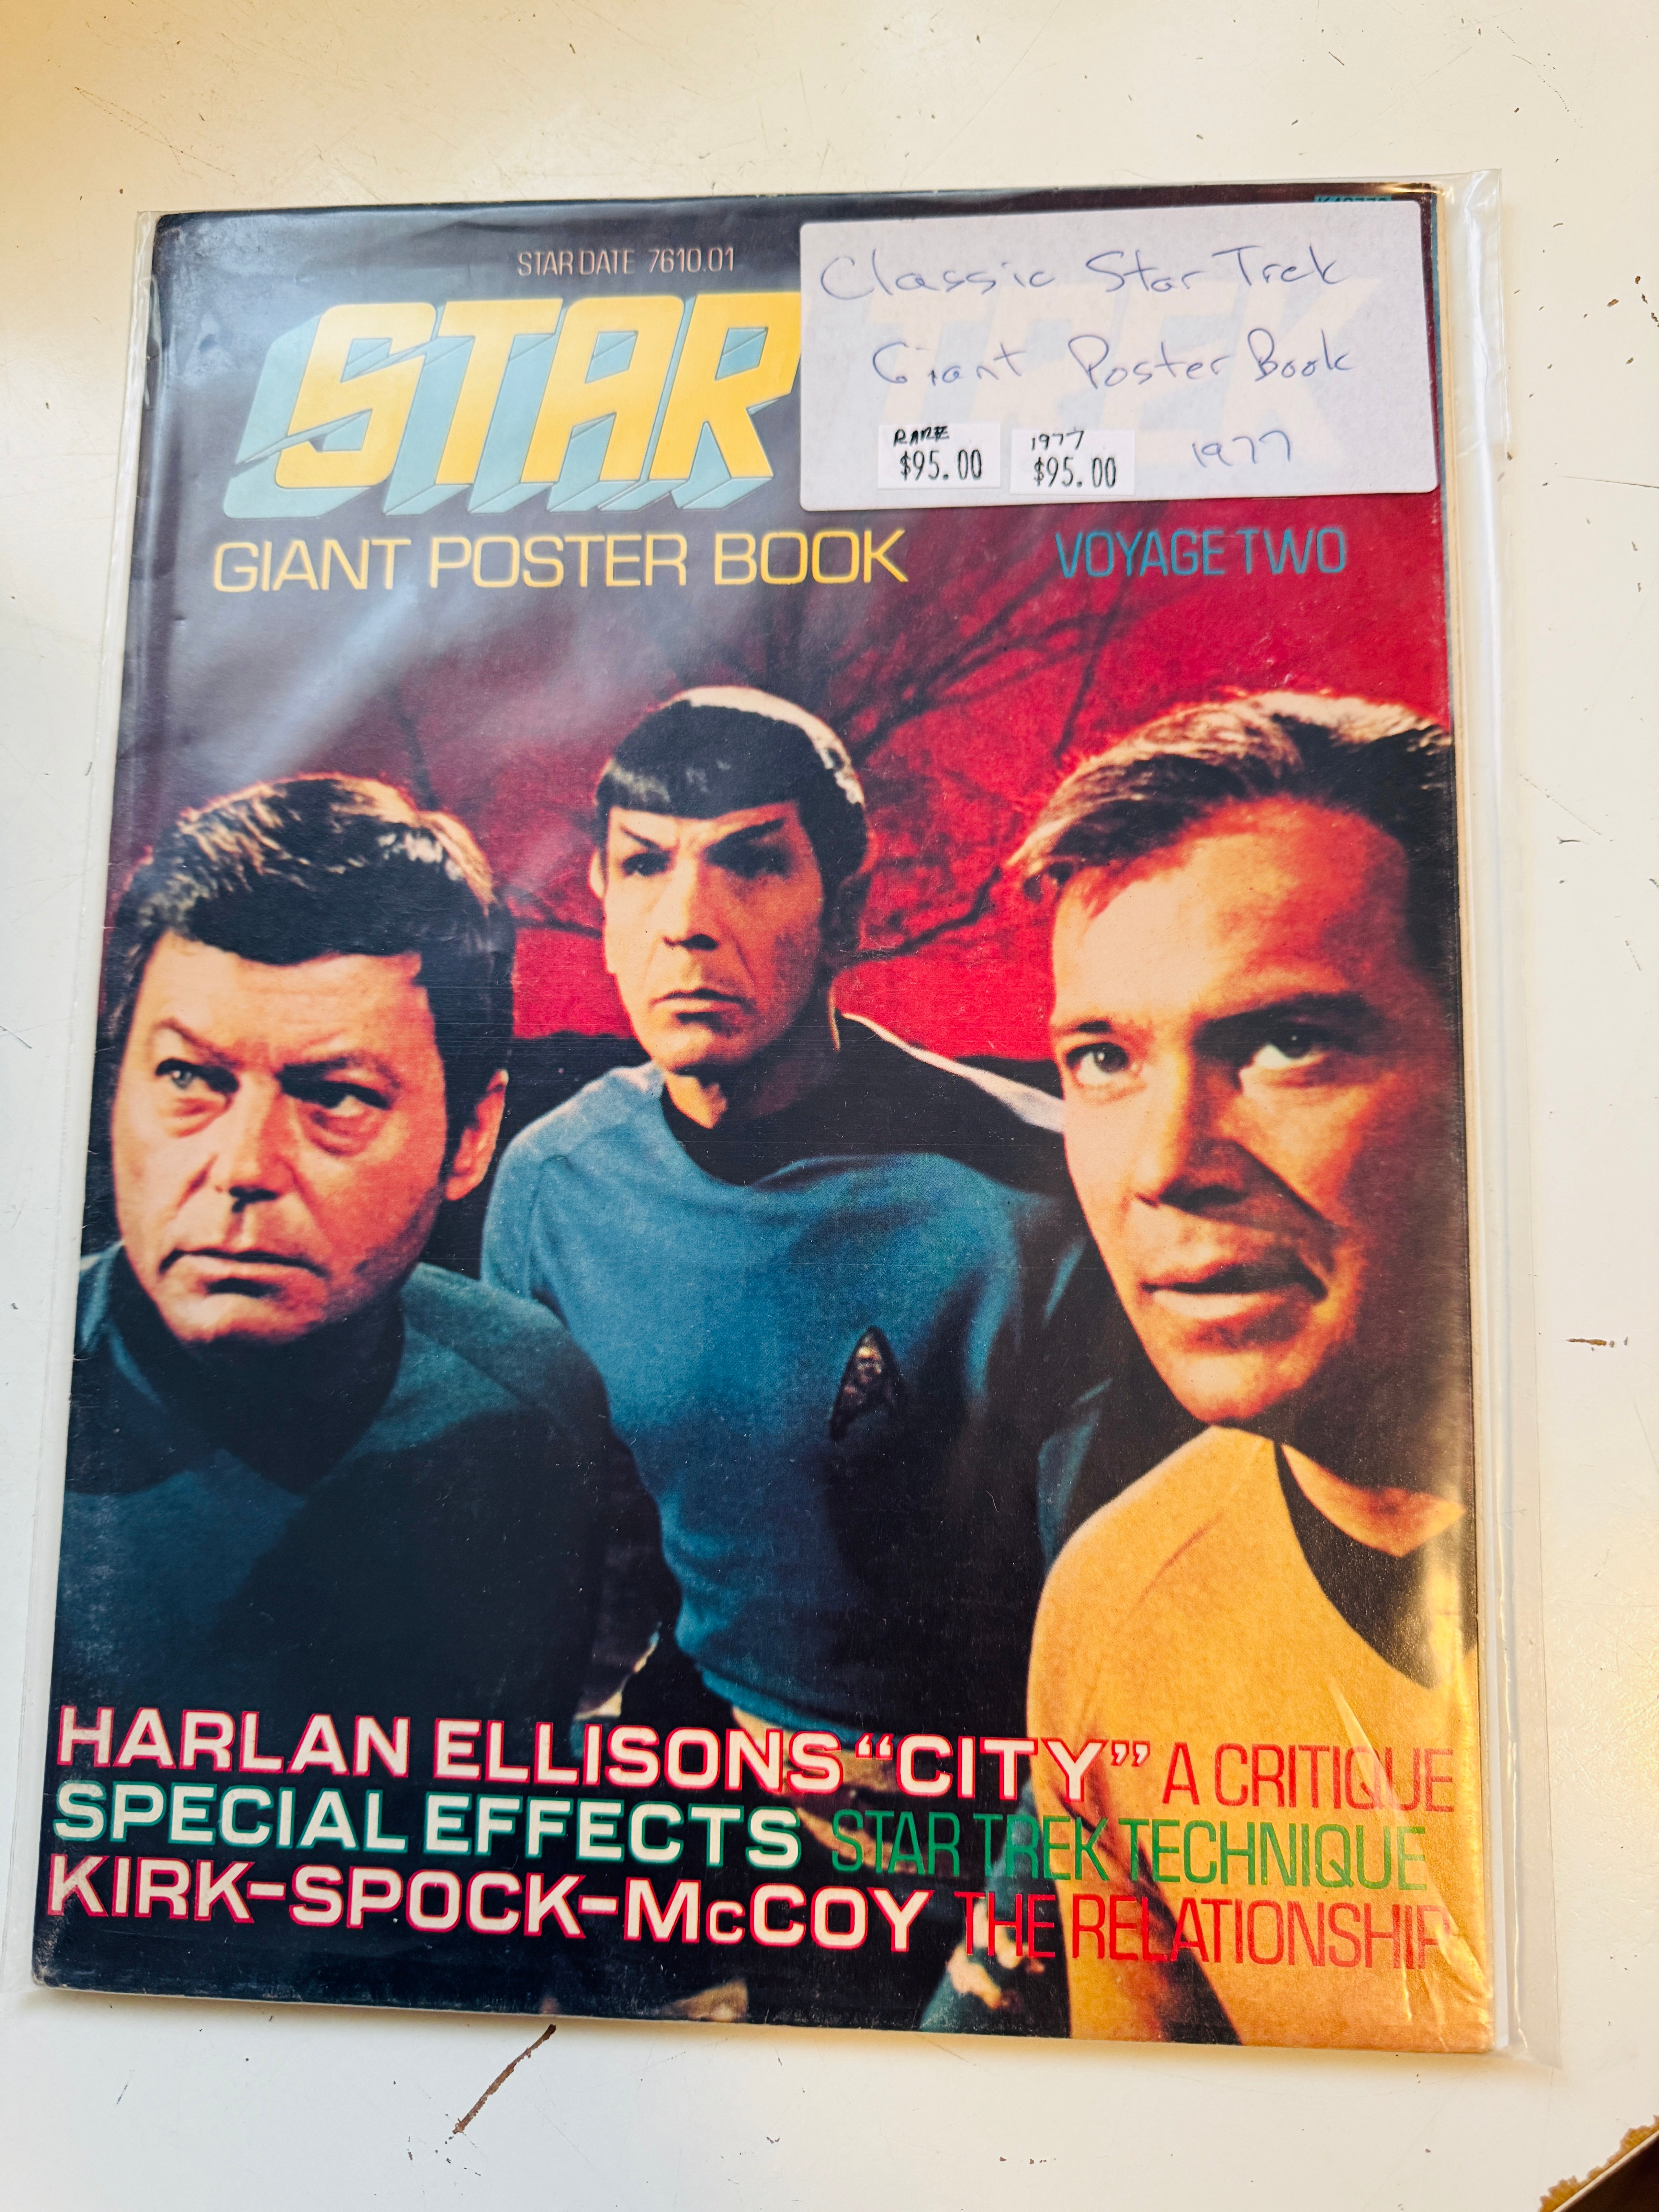 STAR DATE 7610.01
STAR TREK
GIANT POSTER BOOK VOYAGE TWO
Classic Star Trek
Giant Poster Book
RARE
$95.00
1977
$95.00
1977
HARLAN ELLISONS “CITY” A CRITIQUE
SPECIAL EFFECTS STAR TREK TECHNIQUE
KIRK-SPOCK-McCOY THE RELATIONSHIP